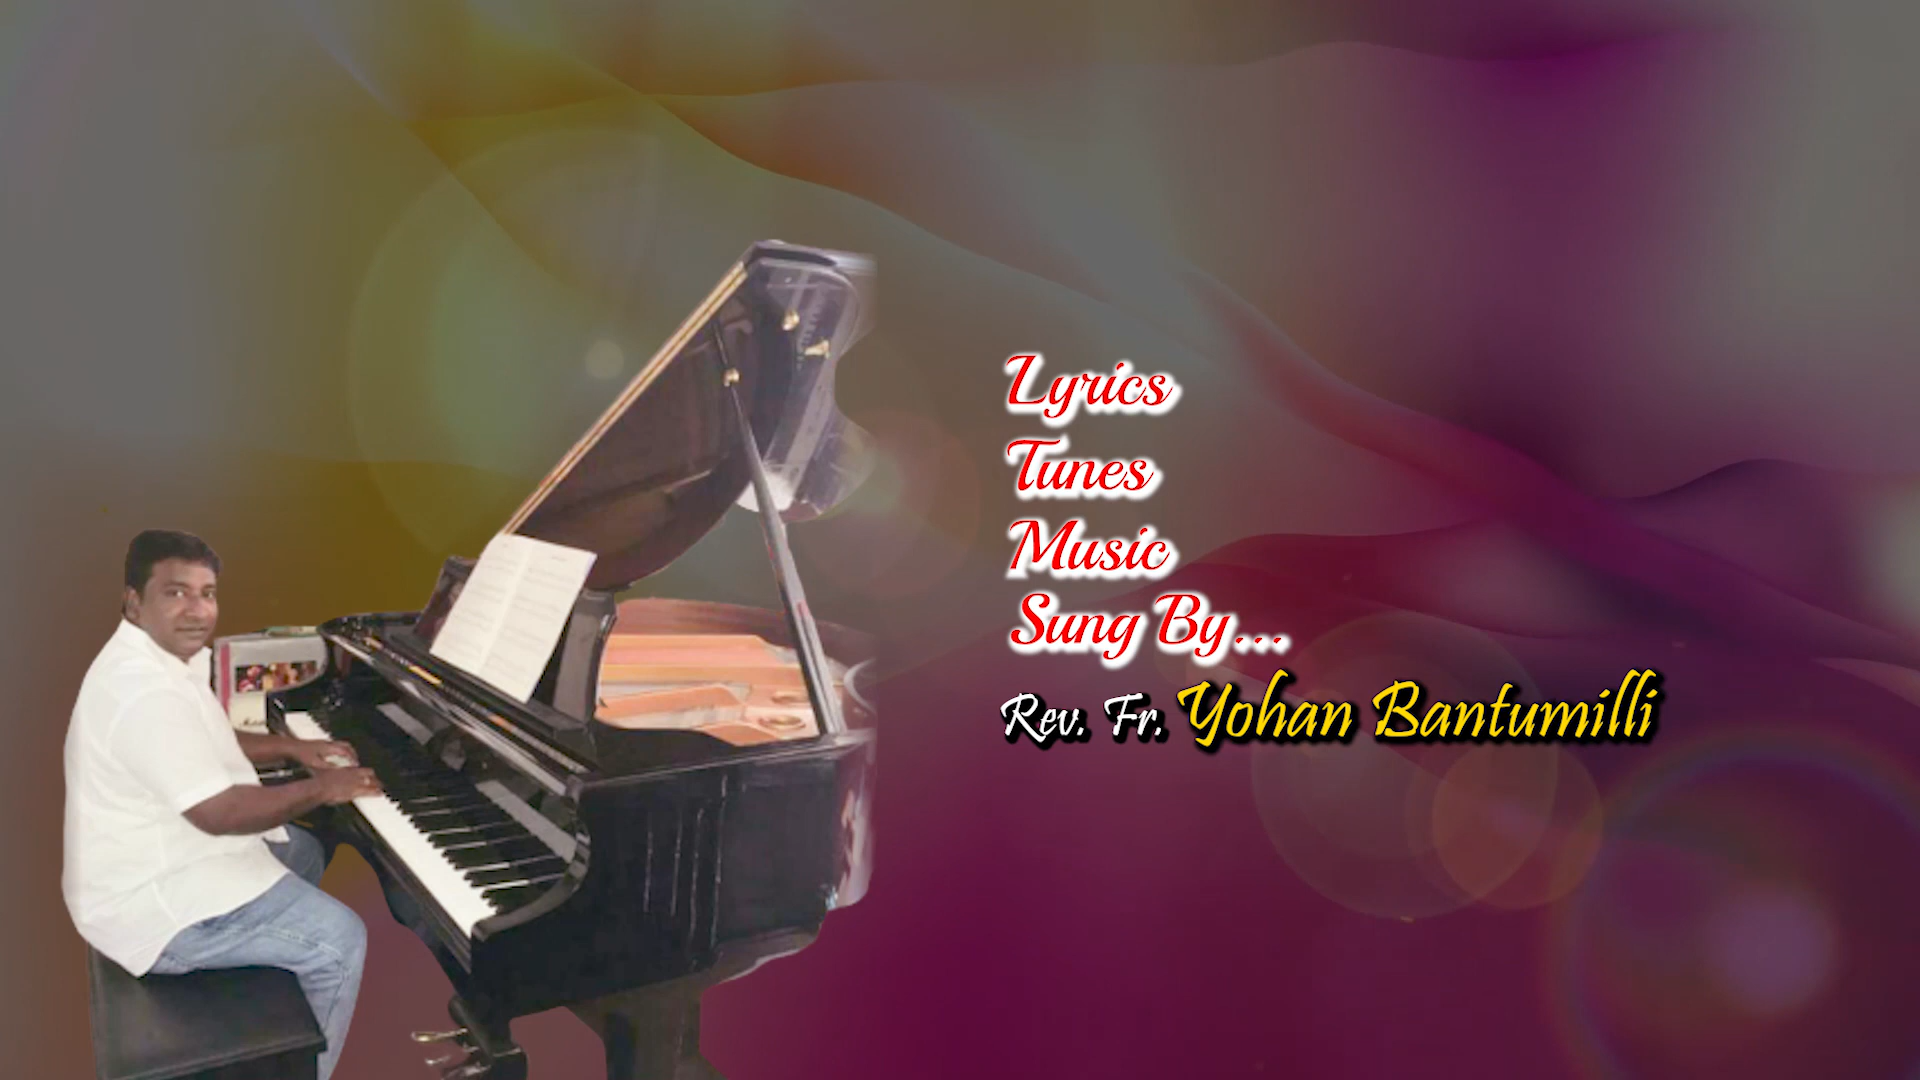 Lyrics
Tunes
Music
Sung By...
Rev. Fr. Yohan Bantumilli